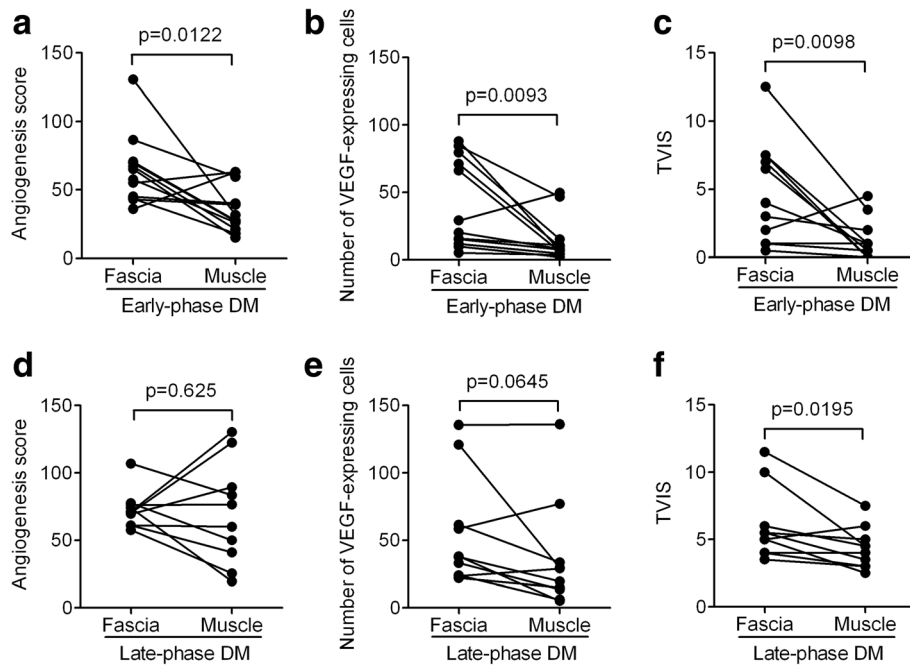 a
p=0.0122
Angiogenesis score
150
100
50
0
Fascia Muscle
Early-phase DM
b
p=0.0093
Number of VEGF-expressing cells
150
100
50
0
Fascia Muscle
Early-phase DM
c
p=0.0098
TVIS
15
10
5
0
Fascia Muscle
Early-phase DM
d
p=0.625
Angiogenesis score
150
100
50
0
Fascia Muscle
Late-phase DM
e
p=0.0645
Number of VEGF-expressing cells
150
100
50
0
Fascia Muscle
Late-phase DM
f
p=0.0195
TVIS
15
10
5
0
Fascia Muscle
Late-phase DM